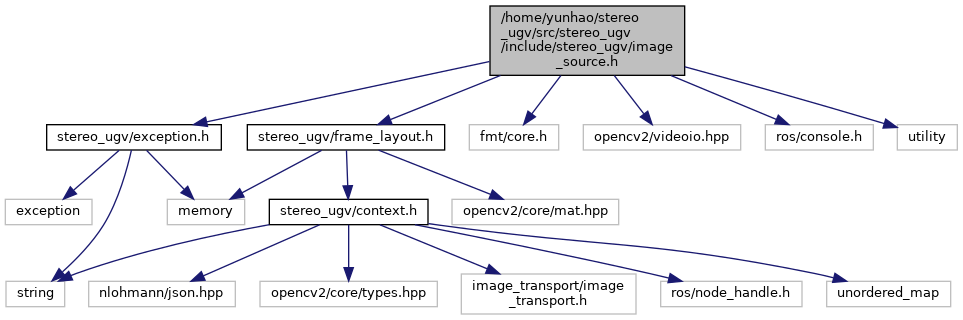 /home/yunhao/stereo
_ugv/src/stereo_ugv
/include/stereo_ugv/image
_source.h
stereo_ugv/exception.h
stereo_ugv/frame_layout.h
fmt/core.h
opencv2/videoio.hpp
ros/console.h
utility
exception
memory
stereo_ugv/context.h
opencv2/core/mat.hpp
string
nlohmann/json.hpp
opencv2/core/types.hpp
image_transport/image
_transport.h
ros/node_handle.h
unordered_map